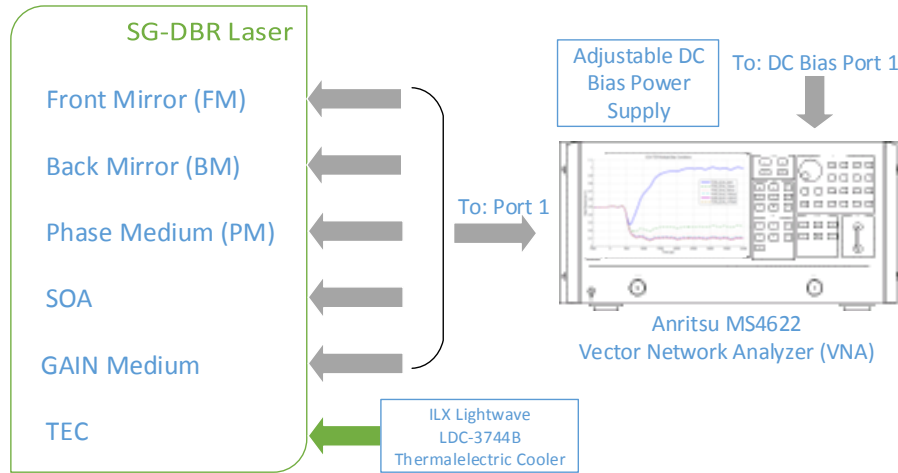 SG-DBR Laser
Front Mirror (FM)
Back Mirror (BM)
Phase Medium (PM)
SOA
GAIN Medium
TEC
To: Port 1
Adjustable DC
Bias Power
Supply
To: DC Bias Port 1
Anritsu MS4622
Vector Network Analyzer (VNA)
ILX Lightwave
LDC-3744B
Thermalelectric Cooler